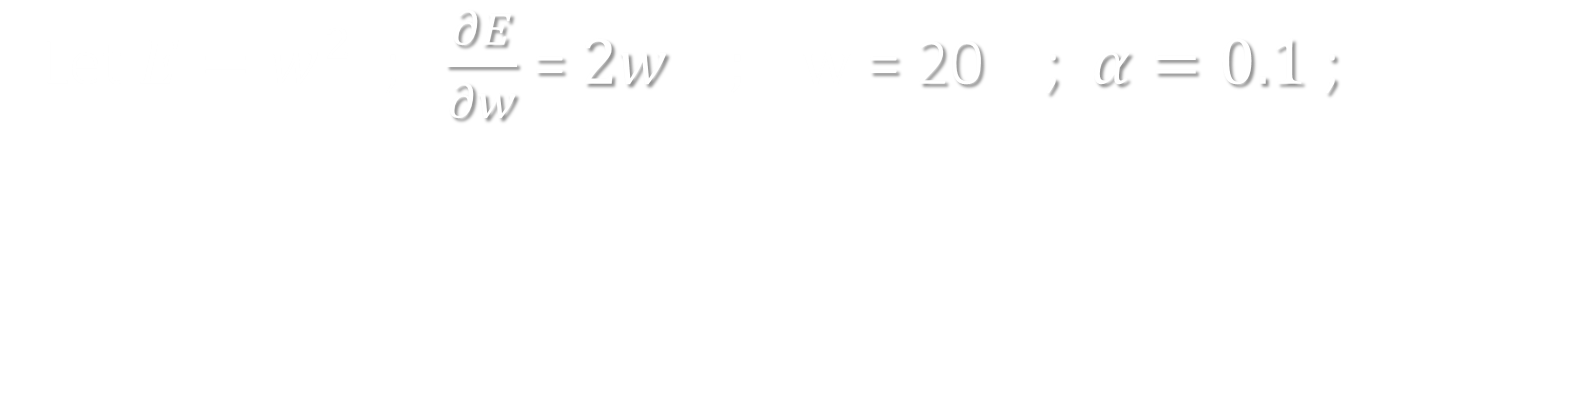 ∂E/∂w = 2w = 20 ; α = 0.1 ;